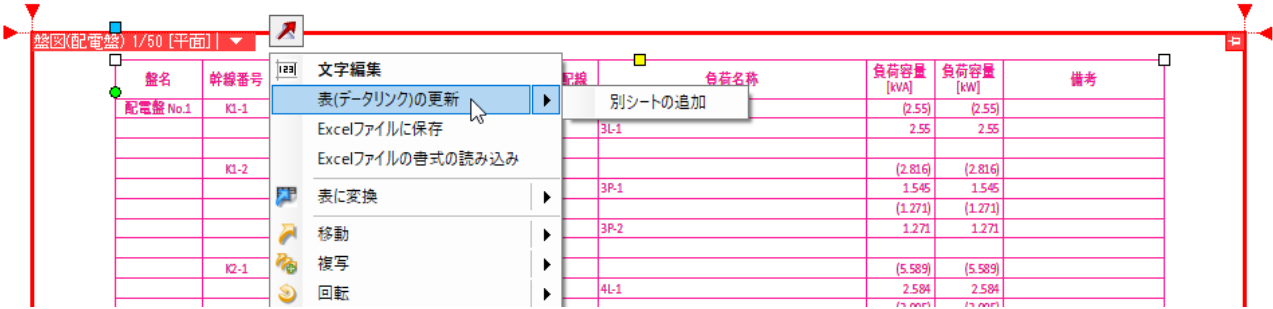 盤図(配電盤) 1/50 [平面]
盤名 幹線番号 配線 負荷名称 負荷容量 [kVA] 負荷容量 [kW] 備考
配電盤 No.1 K1-1 (2.55) (2.55)
3L-1 2.55 2.55
K1-2 (2.816) (2.816)
3P-1 1.545 1.545
(1.271) (1.271)
3P-2 1.271 1.271
K2-1 (5.589) (5.589)
4L-1 2.584 2.584
文字編集
表(データリンク)の更新
別シートの追加
Excelファイルに保存
Excelファイルの書式の読み込み
表に変換
移動
複写
回転